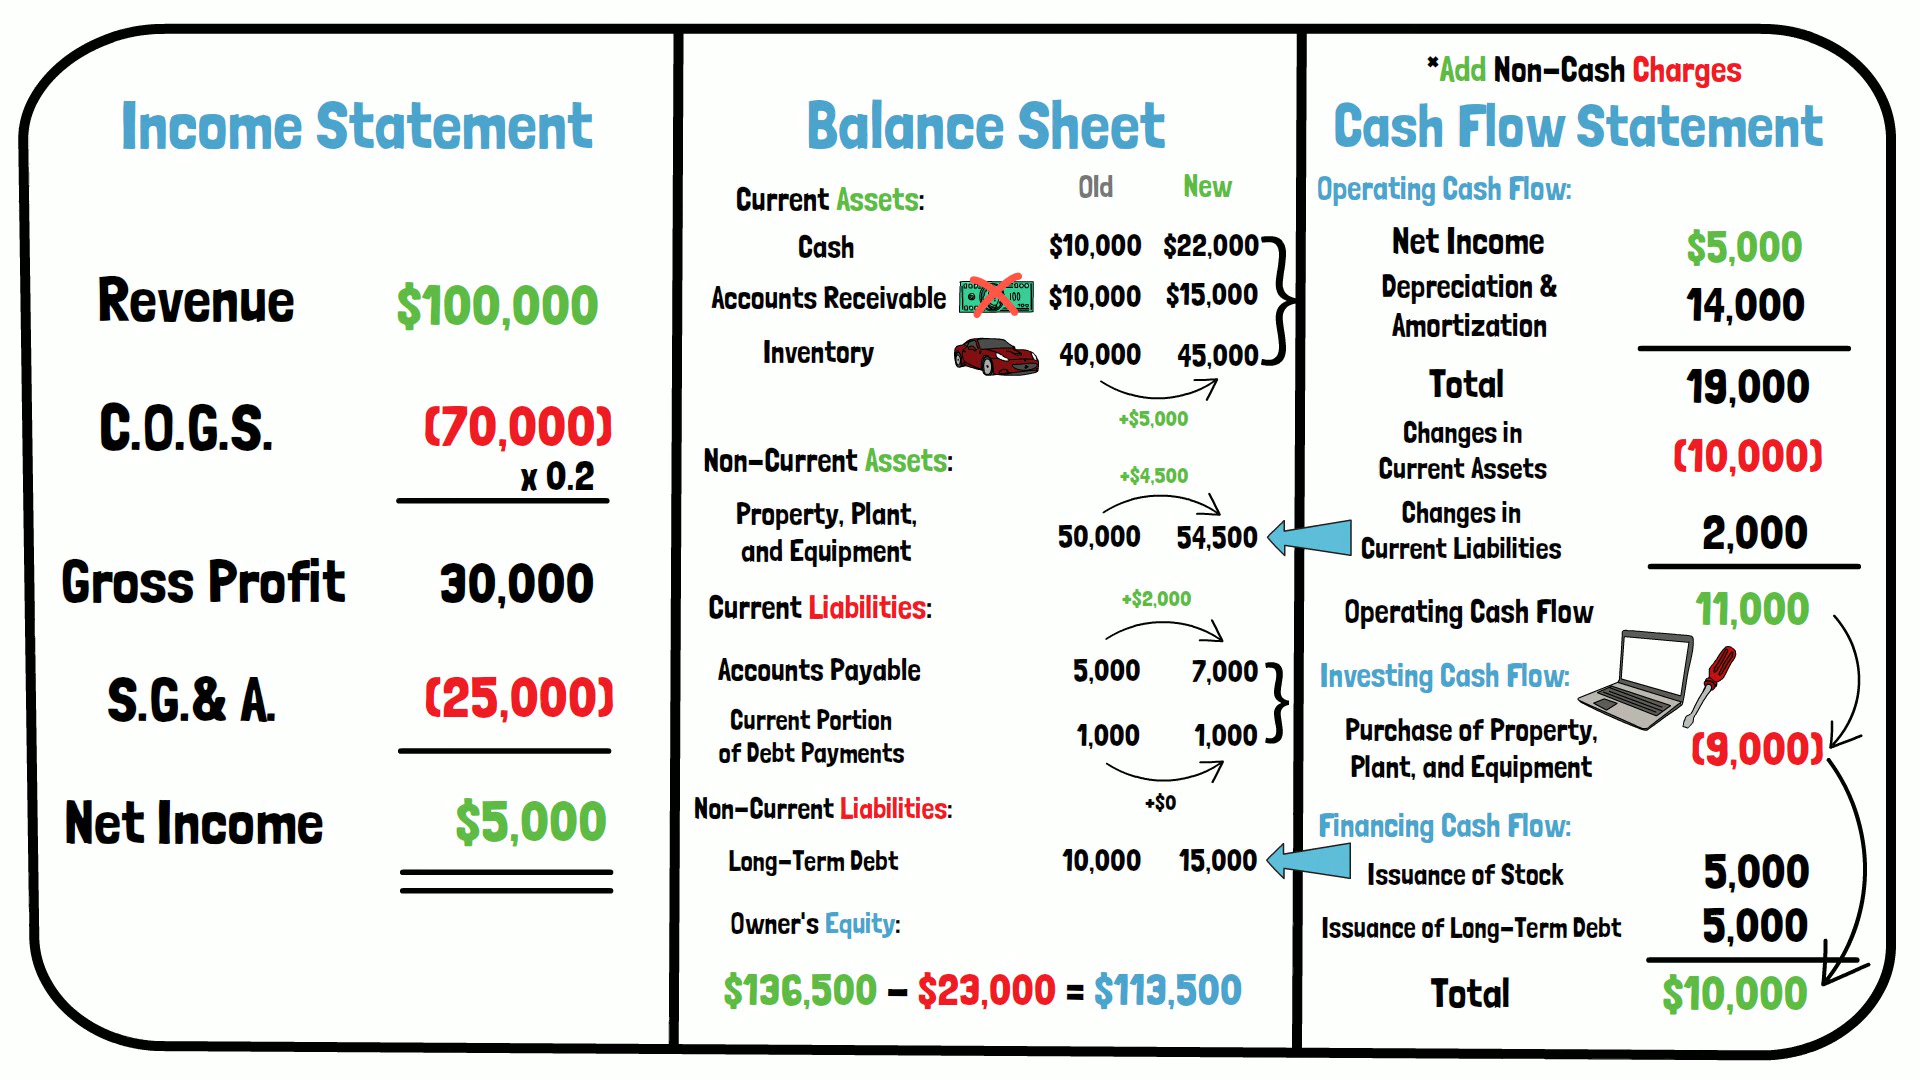 Income Statement
Revenue $100,000
C.O.G.S. (70,000)
x 0.2
Gross Profit 30,000
S.G.& A. (25,000)
Net Income $5,000
Balance Sheet
Old New
Current Assets:
Cash $10,000 $22,000
Accounts Receivable $10,000 $15,000
Inventory 40,000 45,000
+$5,000
Non-Current Assets:
+$4,500
Property, Plant,
and Equipment 50,000 54,500
Current Liabilities:
+$2,000
Accounts Payable 5,000 7,000
Current Portion
of Debt Payments 1,000 1,000
+$0
Non-Current Liabilities:
Long-Term Debt 10,000 15,000
Owner's Equity:
$136,500 - $23,000 = $113,500
*Add Non-Cash Charges
Cash Flow Statement
Operating Cash Flow:
Net Income $5,000
Depreciation &
Amortization 14,000
Total 19,000
Changes in
Current Assets (10,000)
Changes in
Current Liabilities 2,000
Operating Cash Flow 11,000
Investing Cash Flow:
Purchase of Property,
Plant, and Equipment (9,000)
Financing Cash Flow:
Issuance of Stock 5,000
Issuance of Long-Term Debt 5,000
Total $10,000